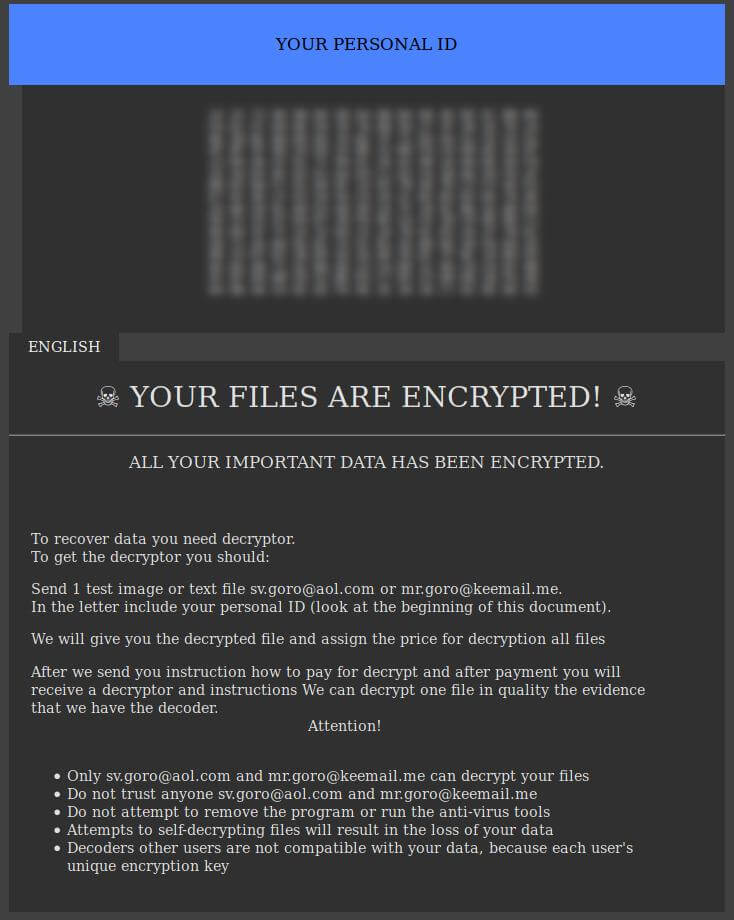 YOUR PERSONAL ID
ENGLISH
☠ YOUR FILES ARE ENCRYPTED! ☠
ALL YOUR IMPORTANT DATA HAS BEEN ENCRYPTED.
To recover data you need decryptor.
To get the decryptor you should:
Send 1 test image or text file sv.goro@aol.com or mr.goro@keemail.me.
In the letter include your personal ID (look at the beginning of this document).
We will give you the decrypted file and assign the price for decryption all files
After we send you instruction how to pay for decrypt and after payment you will
receive a decryptor and instructions We can decrypt one file in quality the evidence
that we have the decoder.
Attention!
• Only sv.goro@aol.com and mr.goro@keemail.me can decrypt your files
• Do not trust anyone sv.goro@aol.com and mr.goro@keemail.me
• Do not attempt to remove the program or run the anti-virus tools
• Attempts to self-decrypting files will result in the loss of your data
• Decoders other users are not compatible with your data, because each user's
unique encryption key